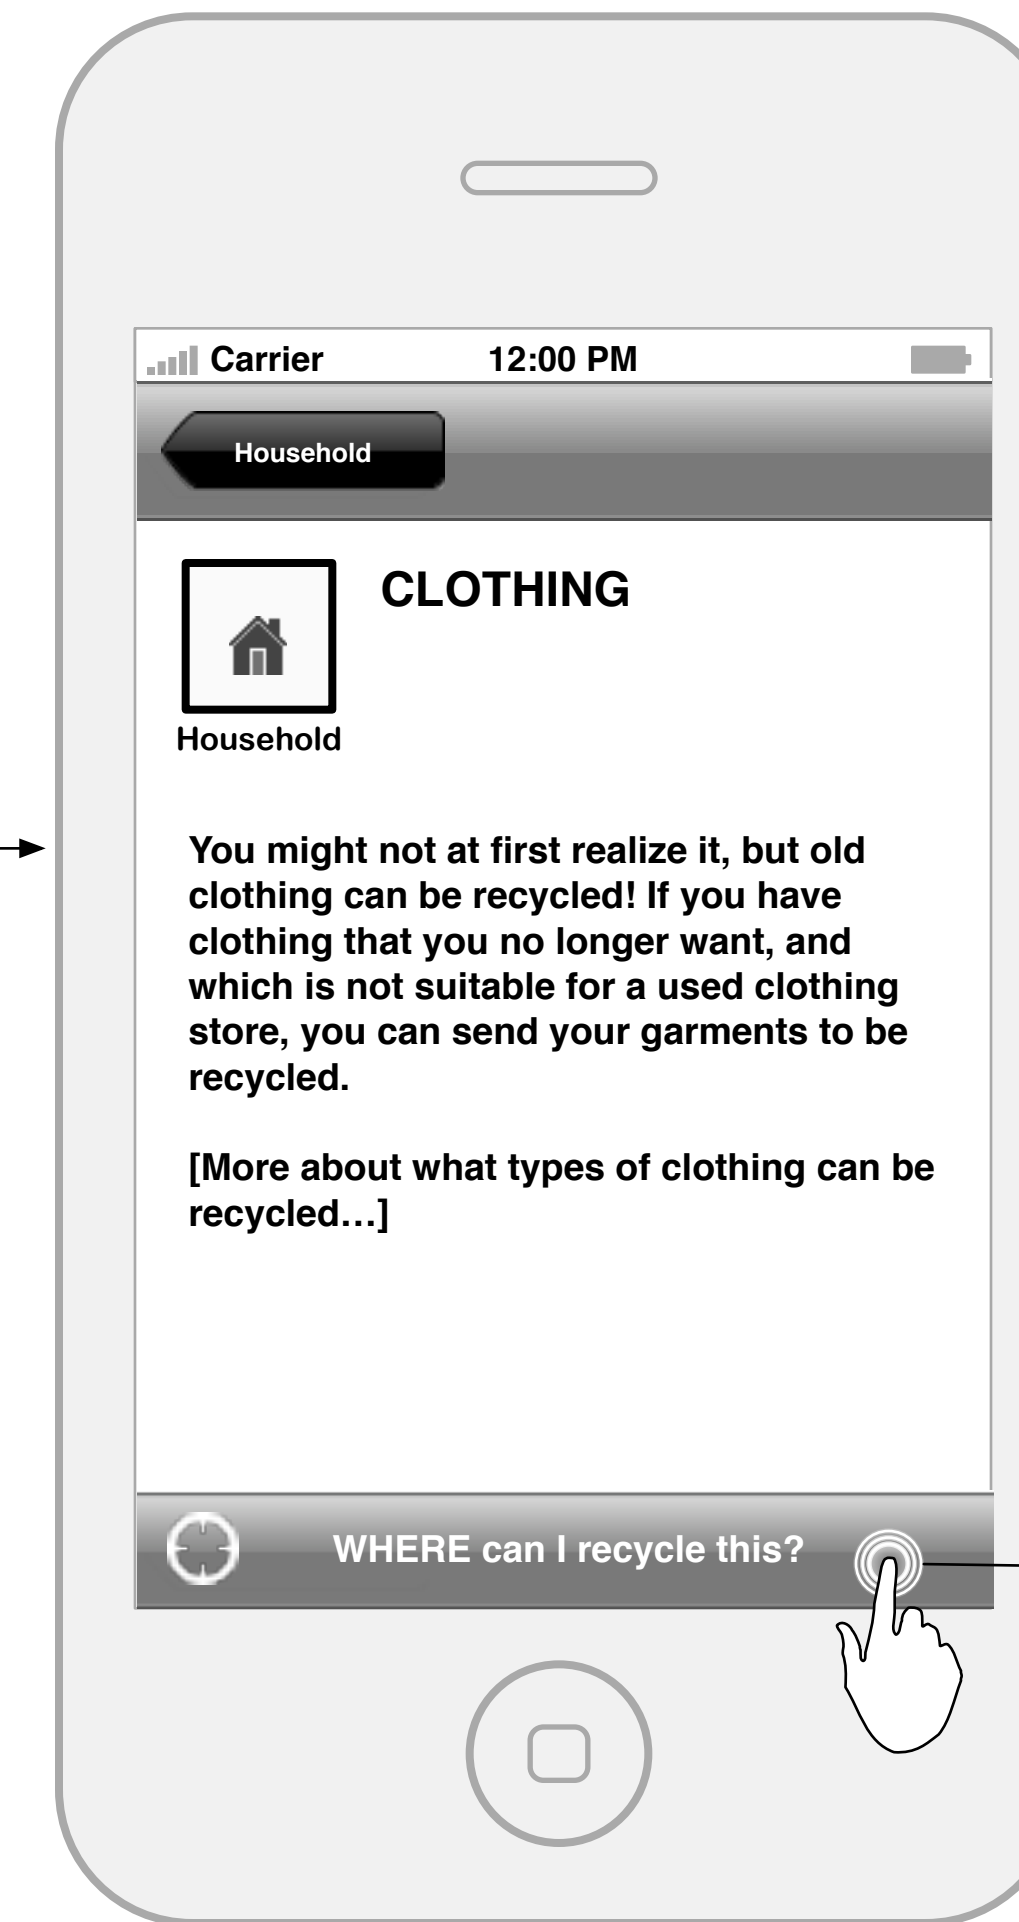 Carrier 12:00 PM
Household
CLOTHING
Household
You might not at first realize it, but old
clothing can be recycled! If you have
clothing that you no longer want, and
which is not suitable for a used clothing
store, you can send your garments to be
recycled.
[More about what types of clothing can be
recycled…]
WHERE can I recycle this?